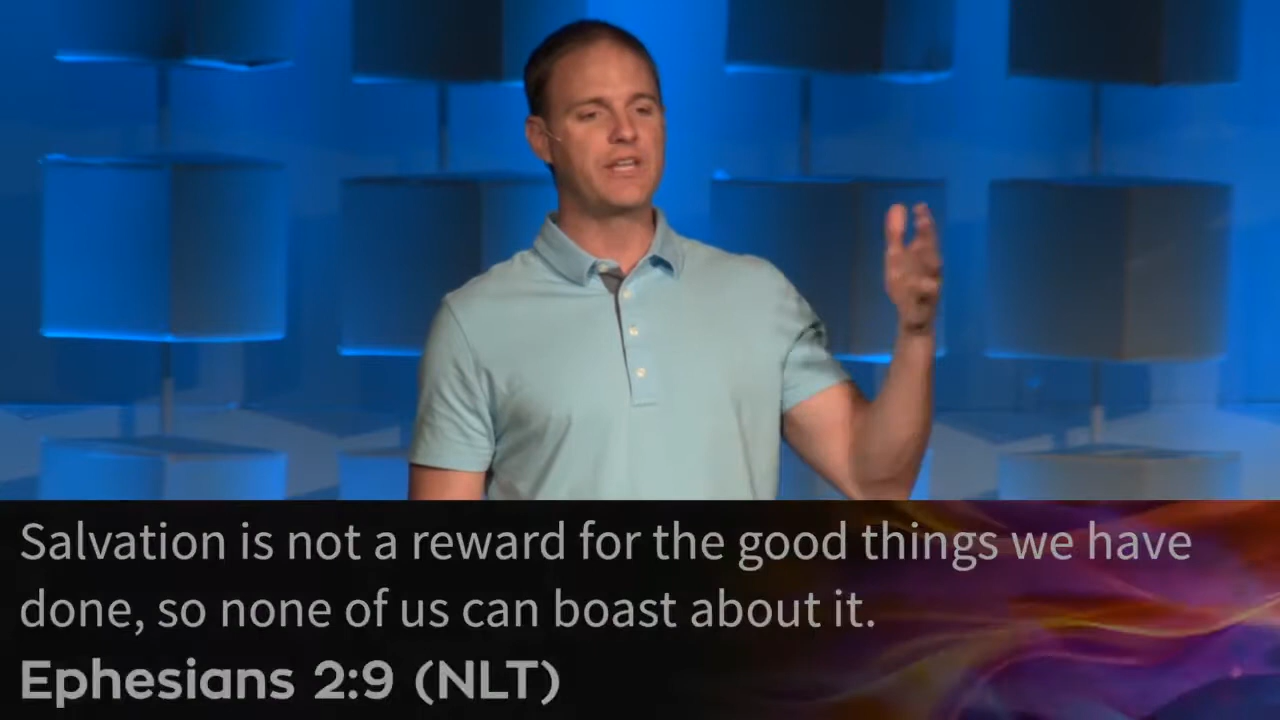 Salvation is not a reward for the good things we have
done, so none of us can boast about it.
Ephesians 2:9 (NLT)